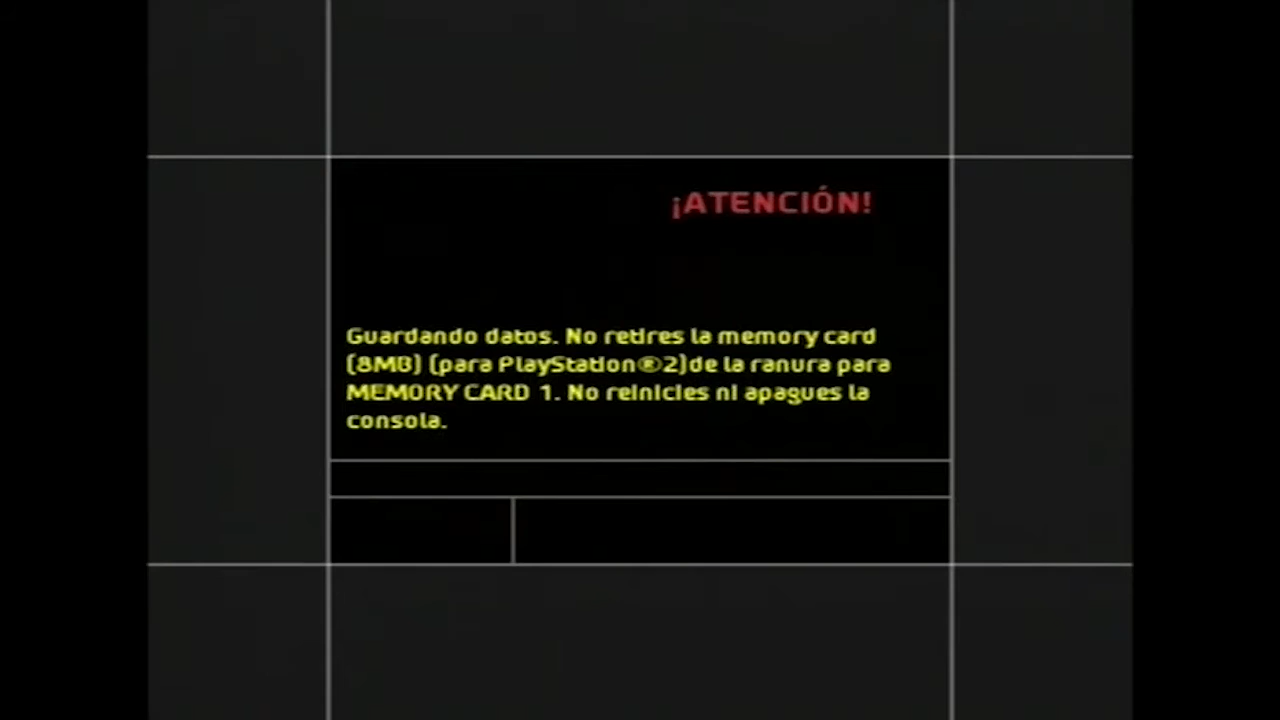 ¡ATENCIÓN!
Guardando datos. No retires la memory card
(8MB) (para PlayStation®2)de la ranura para
MEMORY CARD 1. No reinicies ni apagues la
consola.